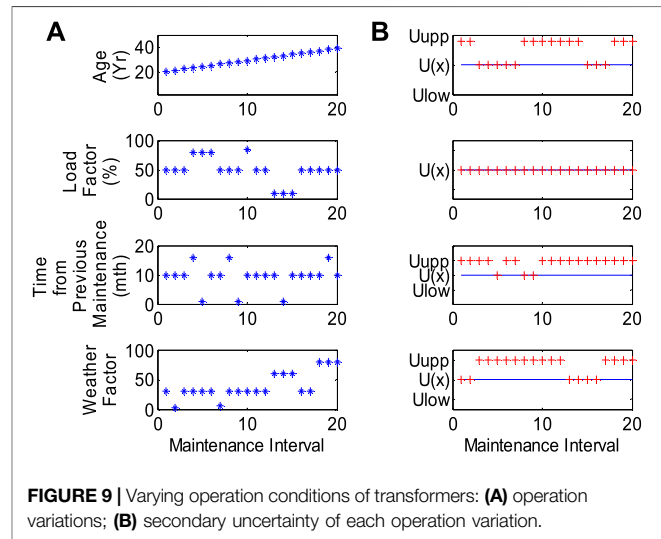 A
B
Age
(Yr)
40
20
0
10
20
Uupp
U(x)
Ulow
0
10
20
Load
Factor
(%)
100
50
0
0
10
20
U(x)
0
10
20
Time
from
Previous
Maintenance
(mth)
20
10
0
0
10
20
Uupp
U(x)
Ulow
0
10
20
Weather
Factor
100
50
0
0
10
20
Maintenance Interval
Uupp
U(x)
Ulow
0
10
20
Maintenance Interval
FIGURE 9 | Varying operation conditions of transformers: (A) operation
variations; (B) secondary uncertainty of each operation variation.